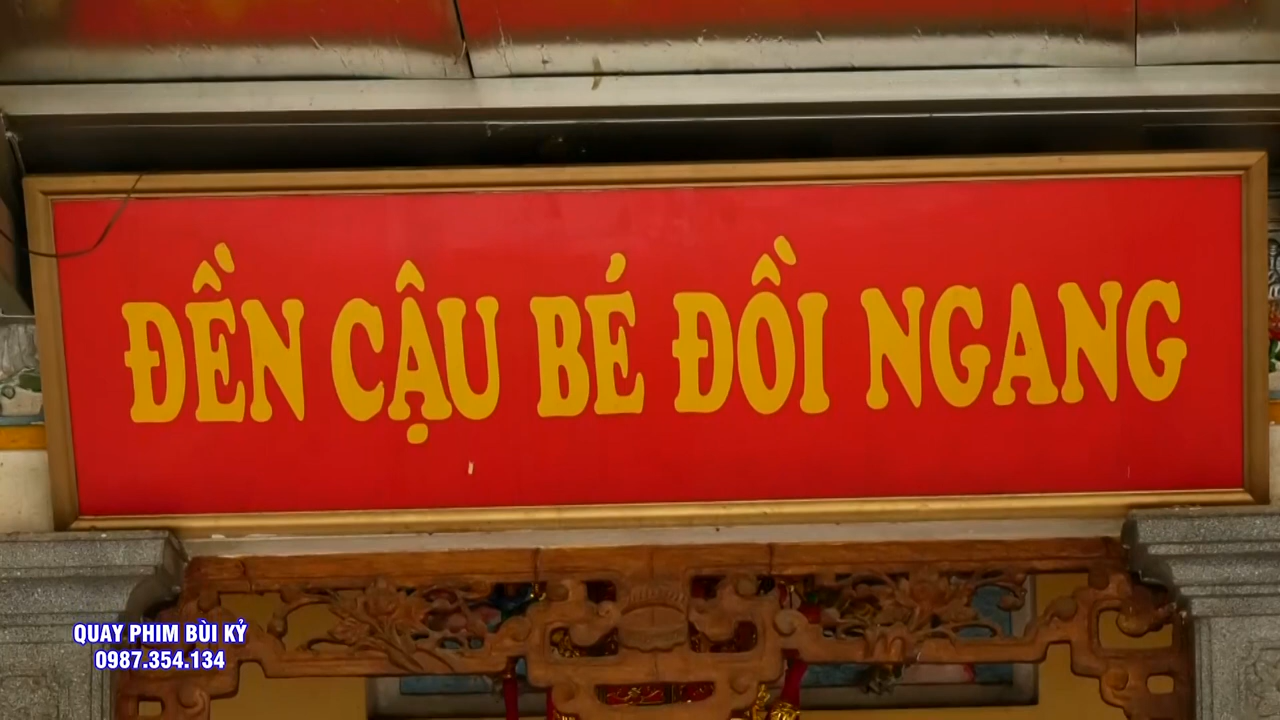 ĐỀN CẬU BÉ ĐỒI NGANG
QUAY PHIM BÙI KỶ
0987.354.134